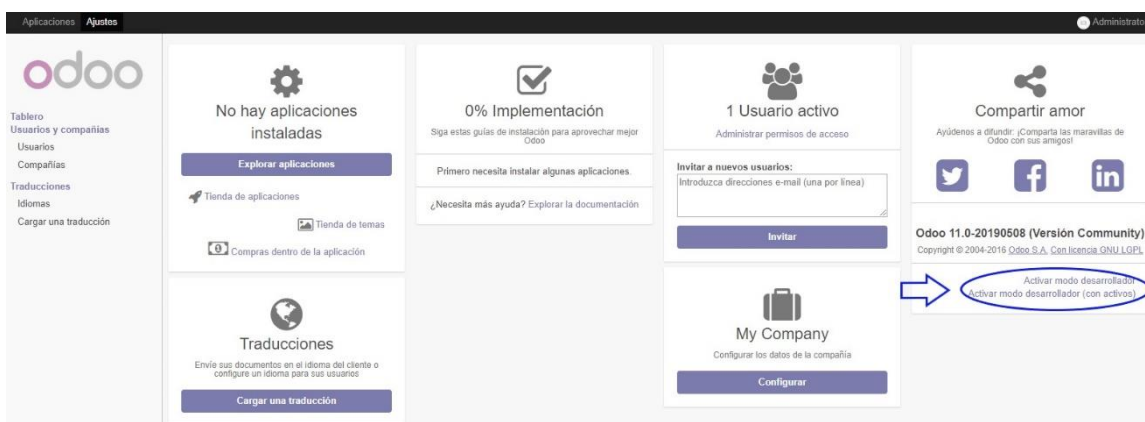 Aplicaciones Ajustes
Administrato
odoo
Tablero
Usuarios y compañias
Usuarios
Compañías
Traducciones
Idiomas
Cargar una traducción
No hay aplicaciones
instaladas
Explorar aplicaciones
Tienda de aplicaciones
Tienda de temas
Compras dentro de la aplicación
Traducciones
Envíe sus documentos en el idioma del cliente o
configure un idioma para sus usuarios
Cargar una traducción
0% Implementación
Siga estas guías de instalación para aprovechar mejor
Odoo
Primero necesita instalar algunas aplicaciones.
¿Necesita más ayuda? Explorar la documentación
1 Usuario activo
Administrar permisos de acceso
Invitar a nuevos usuarios:
Introduzca direcciones e-mail (una por línea)
Invitar
My Company
Configurar los datos de la compañía
Configurar
Compartir amor
Ayúdenos a difundir: ¡Comparta las maravillas de
Odoo con sus amigos!
in
Odoo 11.0-20190508 (Versión Community)
Copyright © 2004-2016 Odoo S.A. Con licencia GNU LGPL
Activar modo desarrollador
Activar modo desarrollador (con activos)